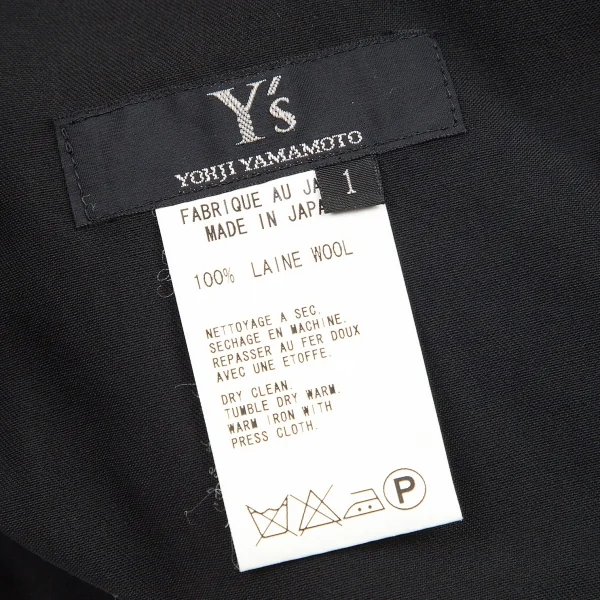 Y's
YOHJI YAMAMOTO
1
FABRIQUE AU JA
MADE IN JAPA
100% LAINE WOOL
NETTOYAGE A SEC.
SECHAGE EN MACHINE.
REPASSER AU FER DOUX
AVEC UNE ETOFFE.
DRY CLEAN.
TUMBLE DRY WARM.
WARM IRON WITH
PRESS CLOTH.
P